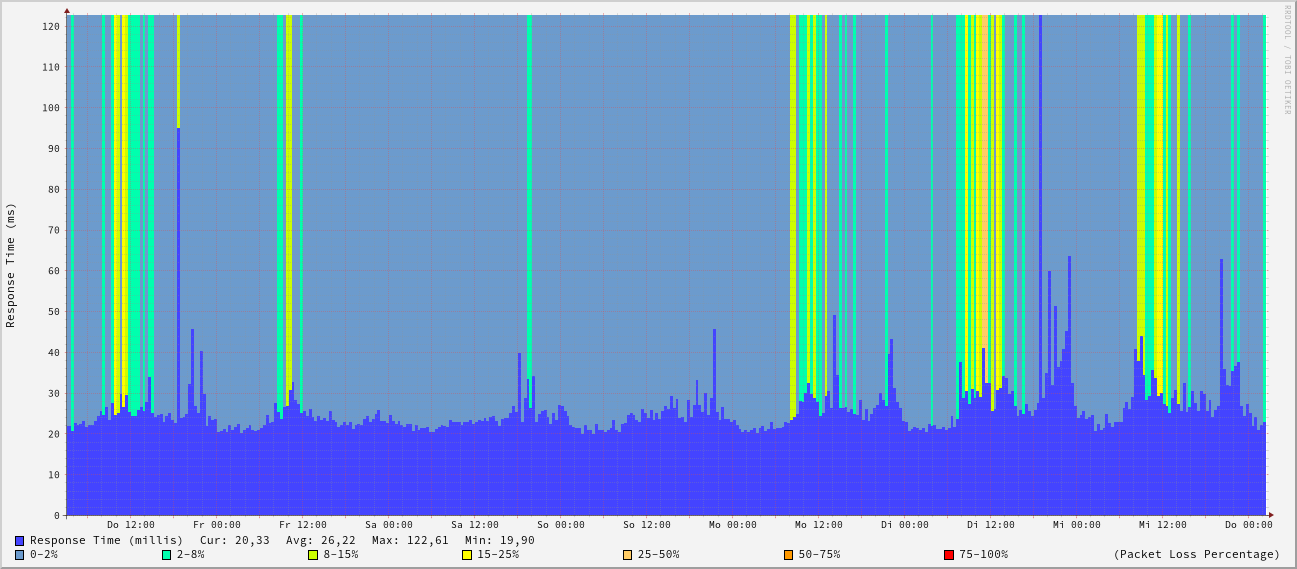 RRDTOOL / TOBI OETIKER
Response Time (ms)
120
110
100
90
80
70
60
50
40
30
20
10
0
Do 12:00 Fr 00:00 Fr 12:00 Sa 00:00 Sa 12:00 So 00:00 So 12:00 Mo 00:00 Mo 12:00 Di 00:00 Di 12:00 Mi 00:00 Mi 12:00 Do 00:00
Response Time (millis) Cur: 20,33 Avg: 26,22 Max: 122,61 Min: 19,90
0-2% 2-8% 8-15% 15-25% 25-50% 50-75% 75-100% (Packet Loss Percentage)